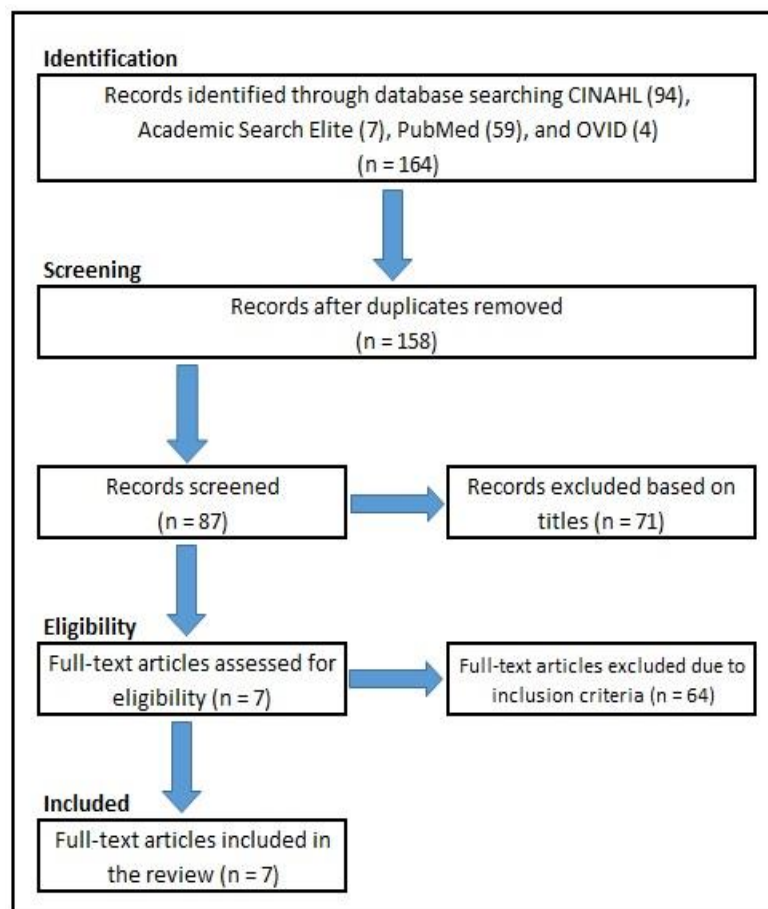 Identification
Records identified through database searching CINAHL (94),
Academic Search Elite (7), PubMed (59), and OVID (4)
(n = 164)
Screening
Records after duplicates removed
(n = 158)
Records screened
(n = 87)
Records excluded based on
titles (n = 71)
Eligibility
Full-text articles assessed for
eligibility (n = 7)
Full-text articles excluded due to
inclusion criteria (n = 64)
Included
Full-text articles included in
the review (n = 7)